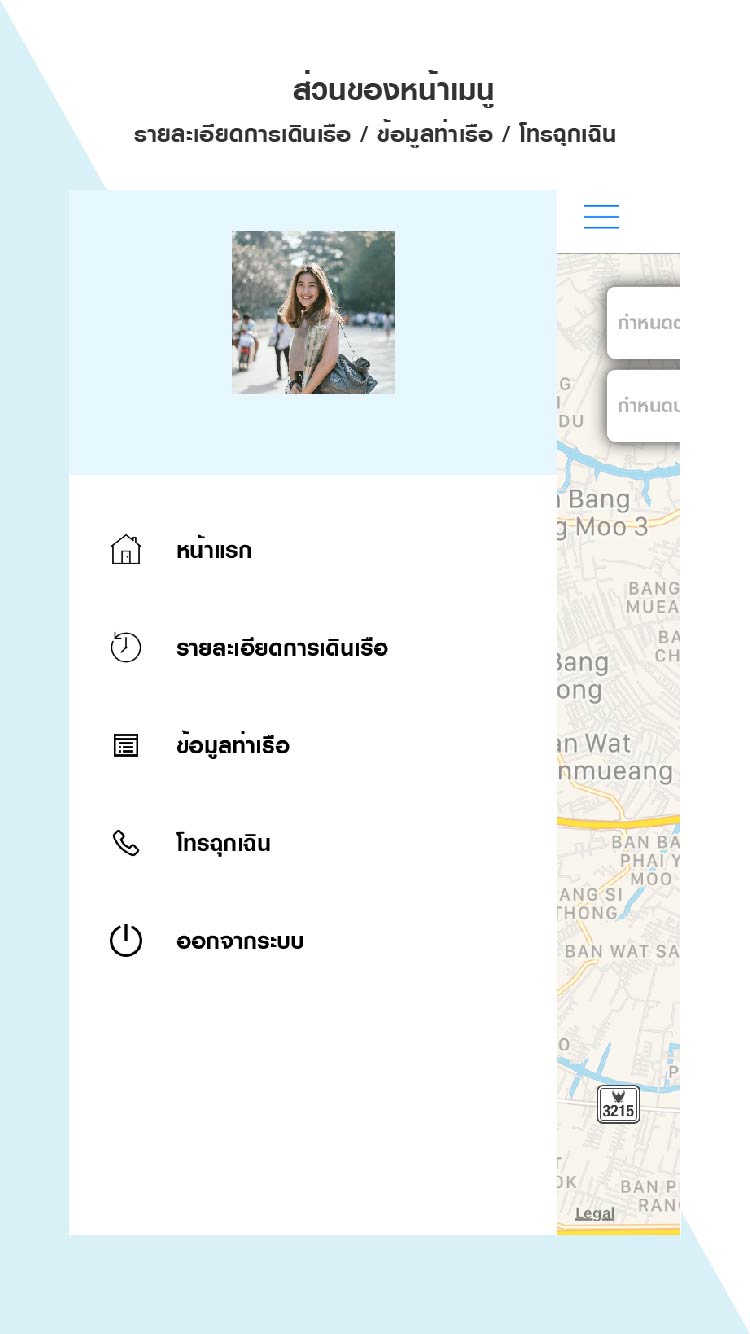 ส่วนของหน้าเมนู
รายละเอียดการเดินเรือ / ข้อมูลท่าเรือ / โทรฉุกเฉิน
กำหนด
กำหนด
G
DU
Bang
g Moo 3
BANG
MUEA
BA
CH
Bang
ong
หน้าแรก
รายละเอียดการเดินเรือ
ข้อมูลท่าเรือ
โทรฉุกเฉิน
ออกจากระบบ
an Wat
nmueang
BAN BA
PHAI Y
MOO
ANG SI
THONG
BAN WAT SA
O
P
3215
OK
BAN P
RAN
Legal